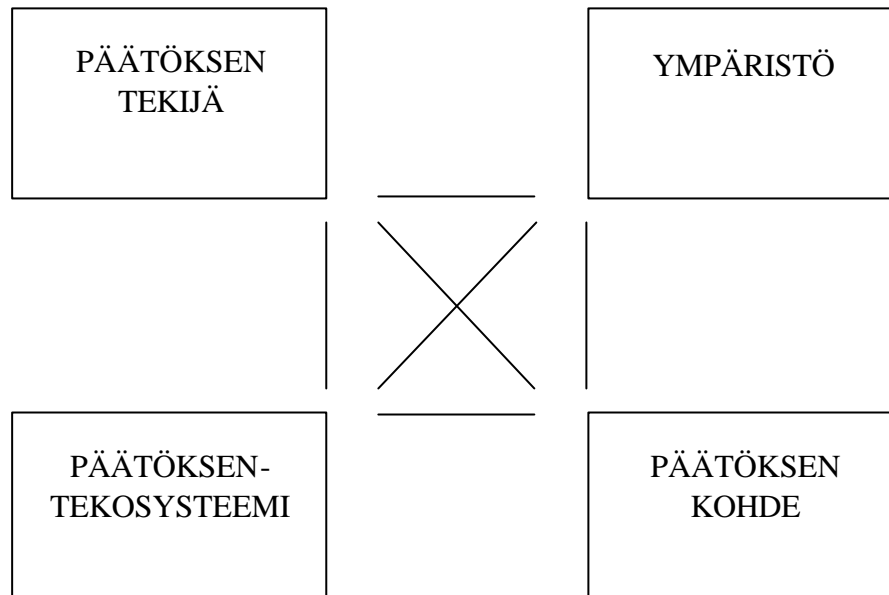 PÄÄTÖKSEN
TEKIJÄ
YMPÄRISTÖ
PÄÄTÖKSEN-
TEKOSYSTEEMI
PÄÄTÖKSEN
KOHDE